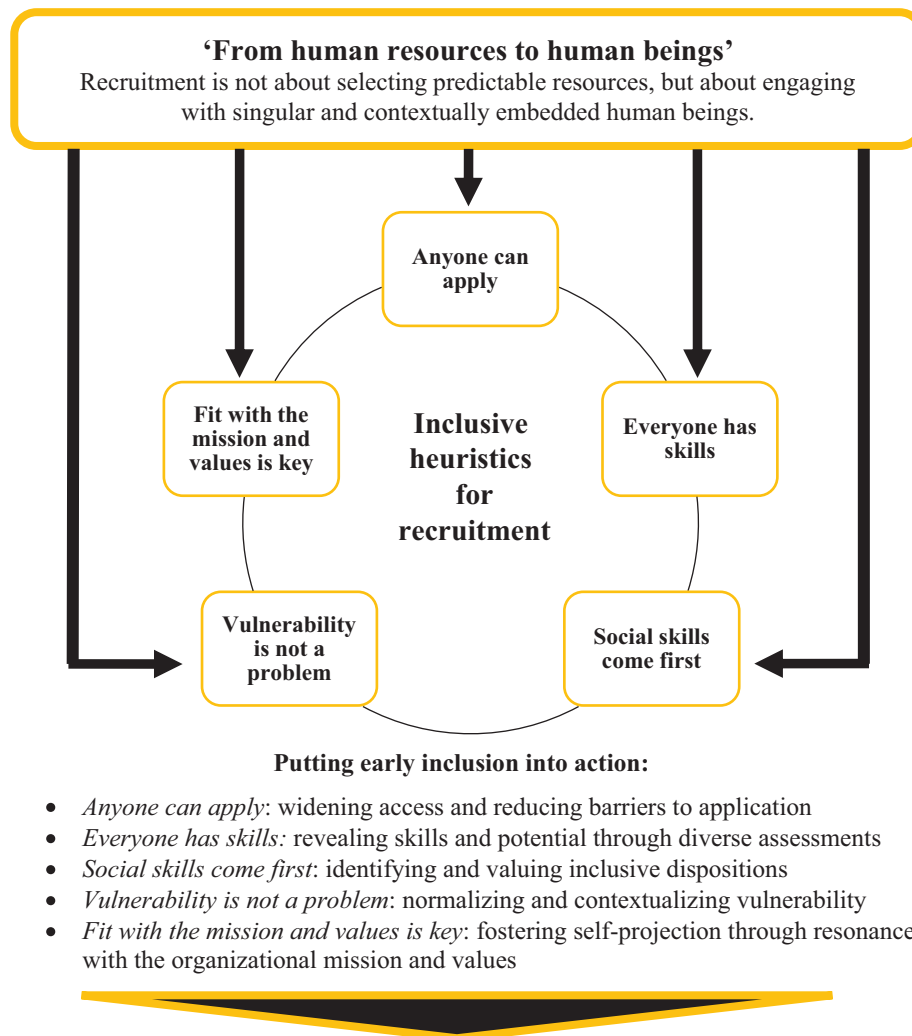 ‘From human resources to human beings’
Recruitment is not about selecting predictable resources, but about engaging
with singular and contextually embedded human beings.
Anyone can
apply
Fit with the
mission and
values is key
Inclusive
heuristics
for
recruitment
Everyone has
skills
Vulnerability
is not a
problem
Social skills
come first
Putting early inclusion into action:
• Anyone can apply: widening access and reducing barriers to application
• Everyone has skills: revealing skills and potential through diverse assessments
• Social skills come first: identifying and valuing inclusive dispositions
• Vulnerability is not a problem: normalizing and contextualizing vulnerability
• Fit with the mission and values is key: fostering self-projection through resonance
with the organizational mission and values